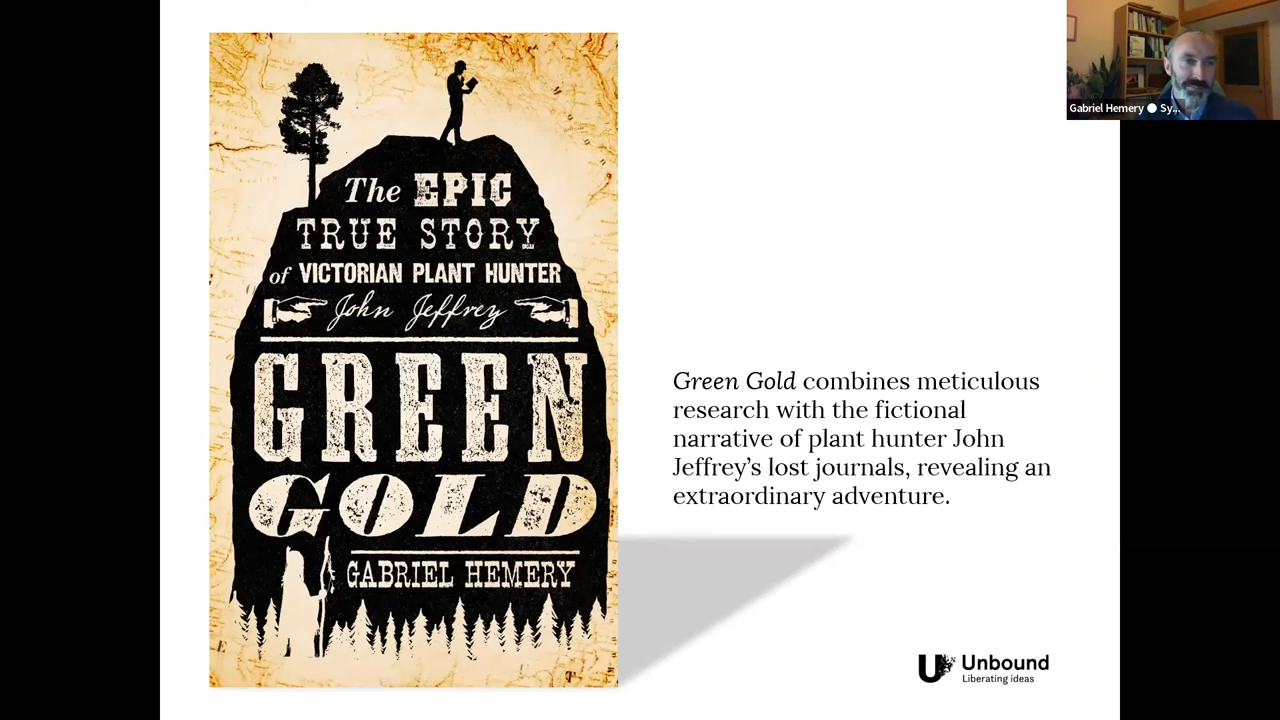 The EPIC
TRUE STORY
of VICTORIAN PLANT HUNTER
John Jeffrey
GREEN
GOLD
GABRIEL HEMERY
Green Gold combines meticulous
research with the fictional
narrative of plant hunter John
Jeffrey’s lost journals, revealing an
extraordinary adventure.
Unbound
Liberating ideas
Gabriel Hemery ● Sy...